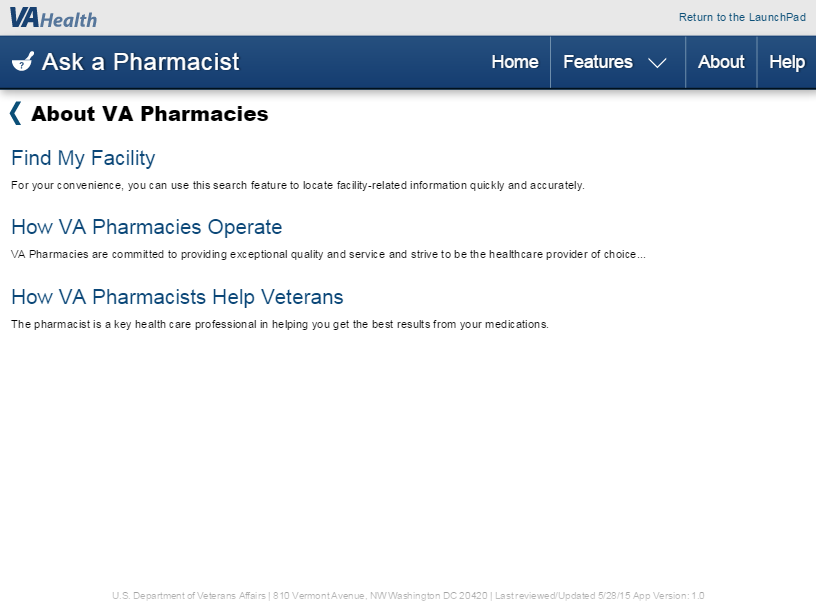 VA Health
Return to the LaunchPad
? Ask a Pharmacist
Home
Features
About
Help
About VA Pharmacies
Find My Facility
For your convenience, you can use this search feature to locate facility-related information quickly and accurately.
How VA Pharmacies Operate
VA Pharmacies are committed to providing exceptional quality and service and strive to be the healthcare provider of choice...
How VA Pharmacists Help Veterans
The pharmacist is a key health care professional in helping you get the best results from your medications.
U.S. Department of Veterans Affairs | 810 Vermont Avenue, NW Washington DC 20420 | Last reviewed/Updated 5/28/15 App Version: 1.0